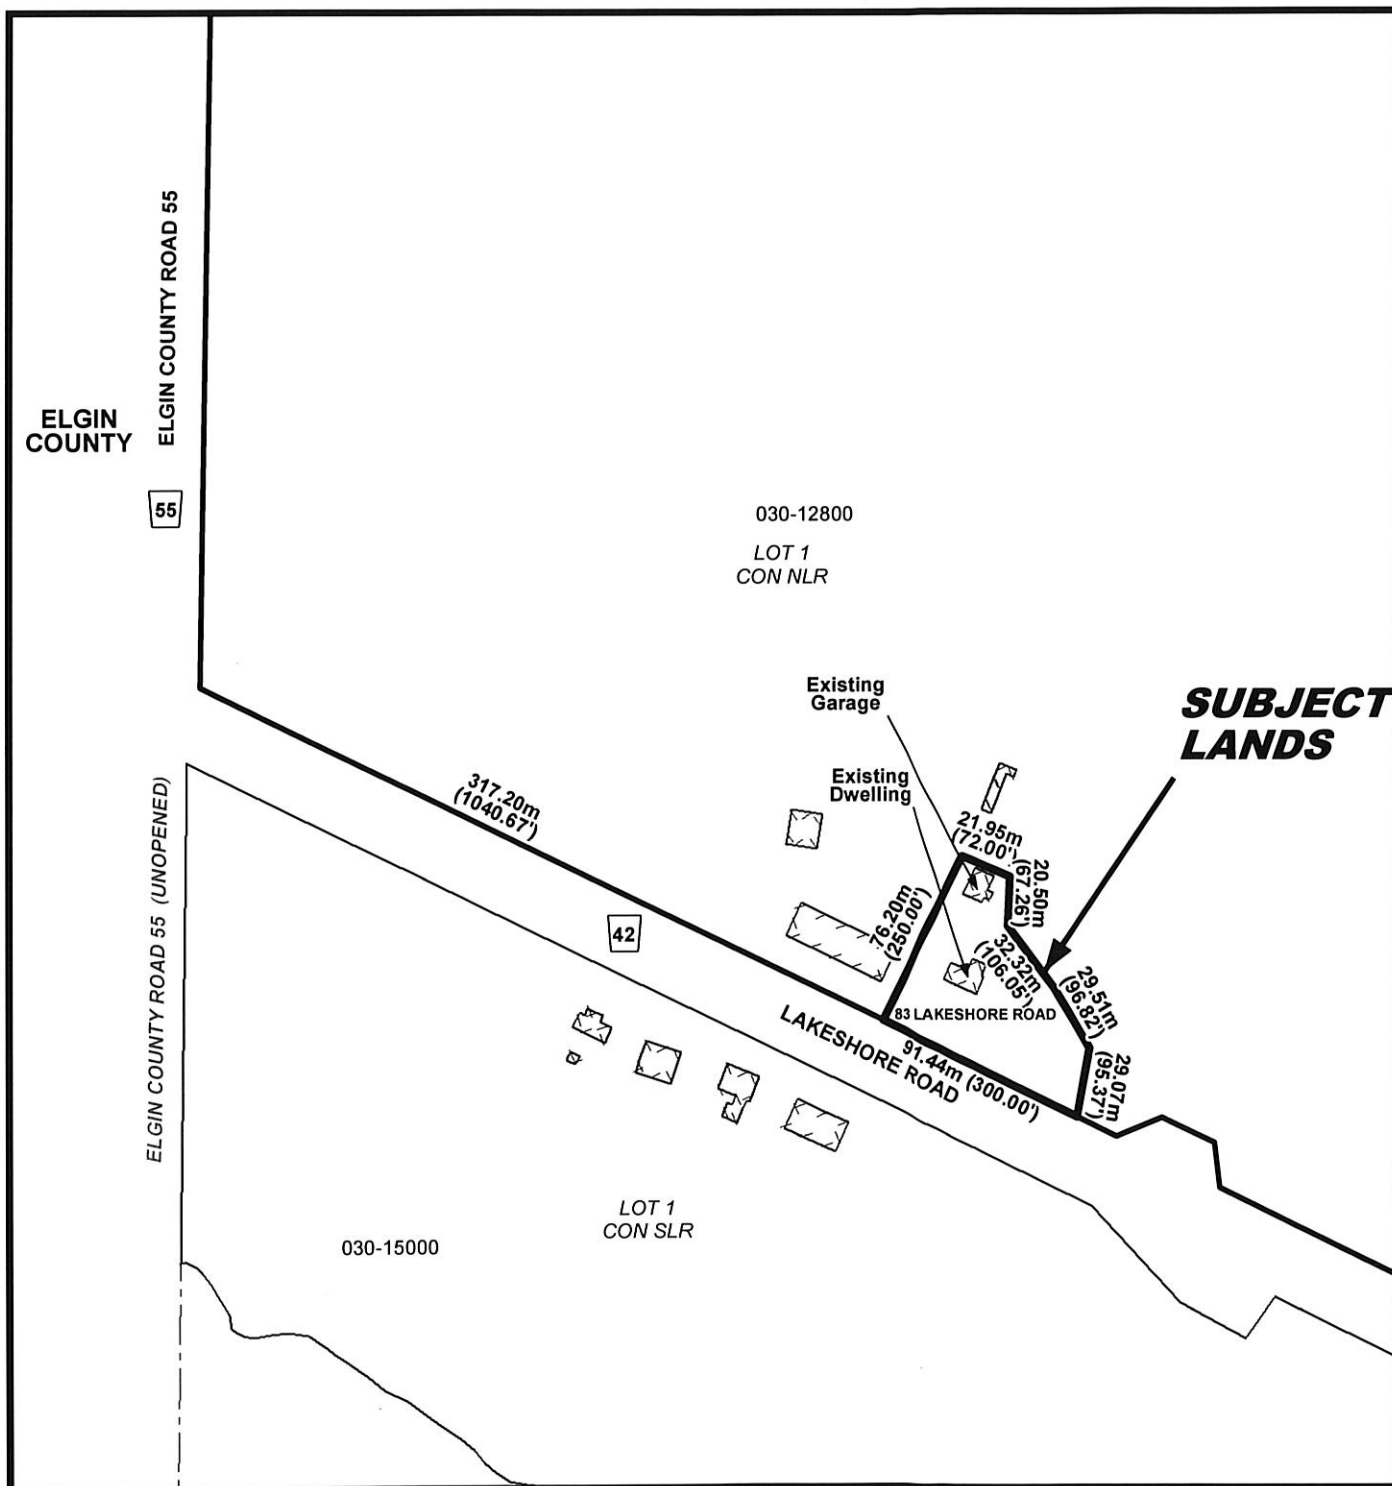 ELGIN COUNTY ROAD 55
ELGIN
COUNTY
55
030-12800
LOT 1
CON NLR
Existing
Garage
SUBJECT
LANDS
Existing
Dwelling
317.20m
(1040.67')
21.95m
(72.00')
20.50m
(67.26')
76.20m
(250.00')
42
32.32m
(106.05')
29.51m
(96.82')
83 LAKESHORE ROAD
LAKESHORE ROAD
91.44m (300.00')
29.07m
(95.37')
ELGIN COUNTY ROAD 55 (UNOPENED)
LOT 1
CON SLR
030-15000